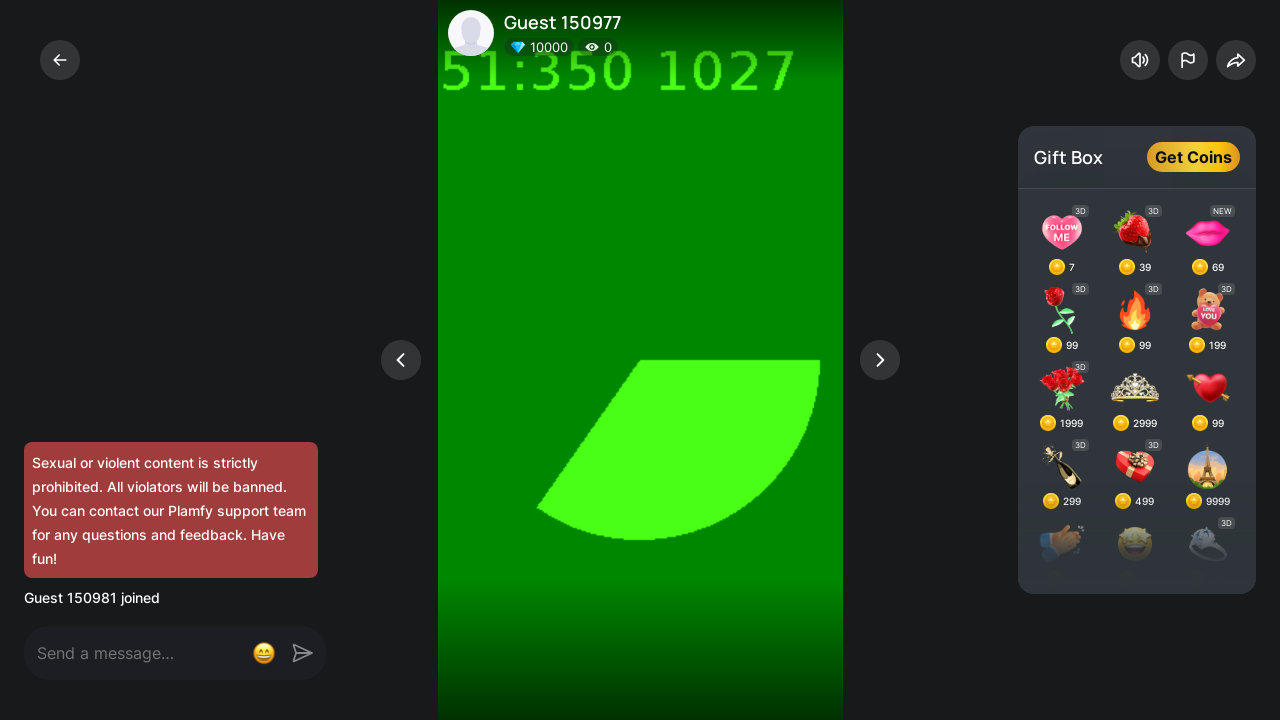 Guest 150977
10000
0
51:350 1027
Gift Box
Get Coins
3D
3D
NEW
FOLLOW
ME
7
39
69
3D
3D
3D
LOVE
YOU
99
99
199
3D
1999
2999
99
3D
3D
299
499
9999
3D
Sexual or violent content is strictly
prohibited. All violators will be banned.
You can contact our Plamfy support team
for any questions and feedback. Have
fun!
Guest 150981 joined
Send a message...